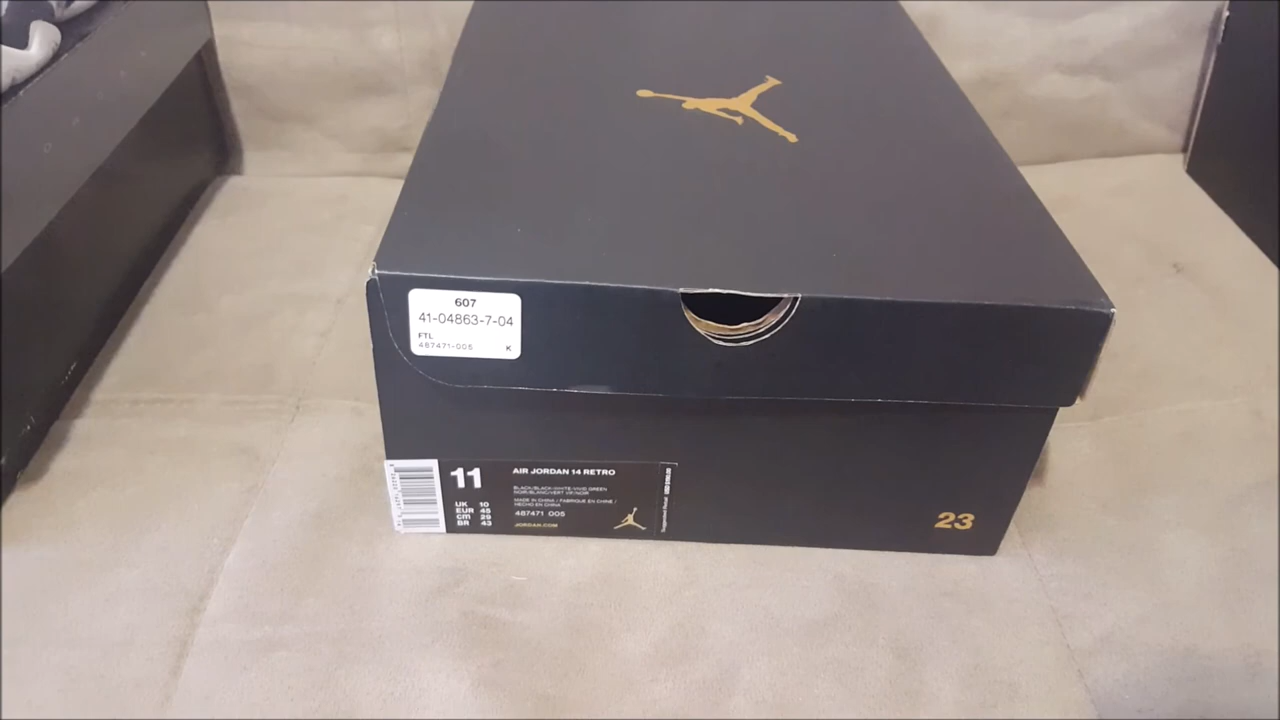 607
41-04863-7-04
FTL
487471-005 K
11
UK 10
EUR 45
CM 29
BR 43
AIR JORDAN 14 RETRO
BLACK/BLACK-WHITE-VIVID GREEN
NOIR/BLANC/VERT VIF/NOIR
MADE IN CHINA / FABRIQUE EN CHINE /
HECHO EN CHINA
487471 005
JORDAN.COM
Suggested Retail
23